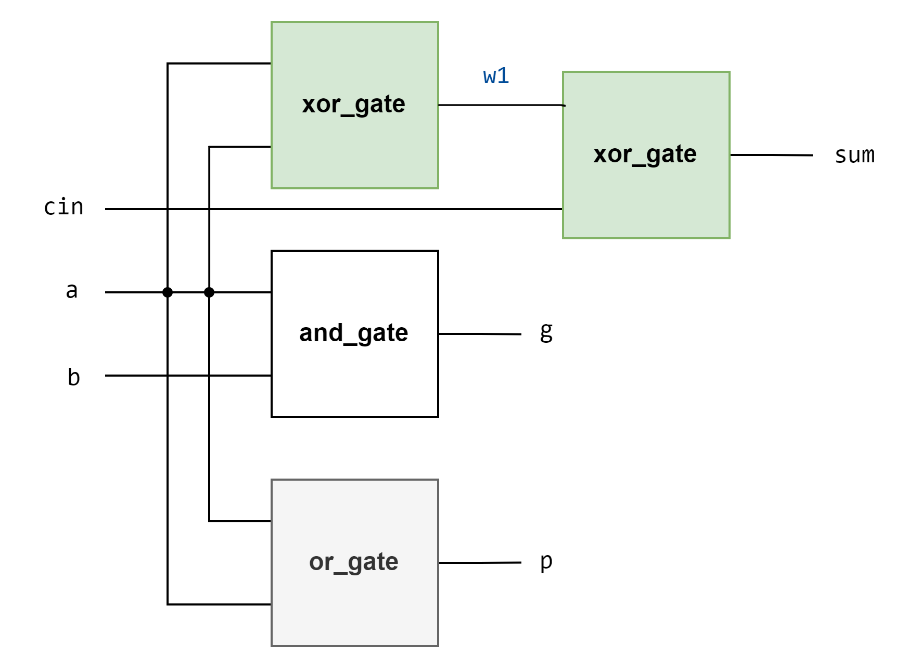 xor_gate
w1
xor_gate
sum
cin
a
and_gate
g
b
or_gate
p